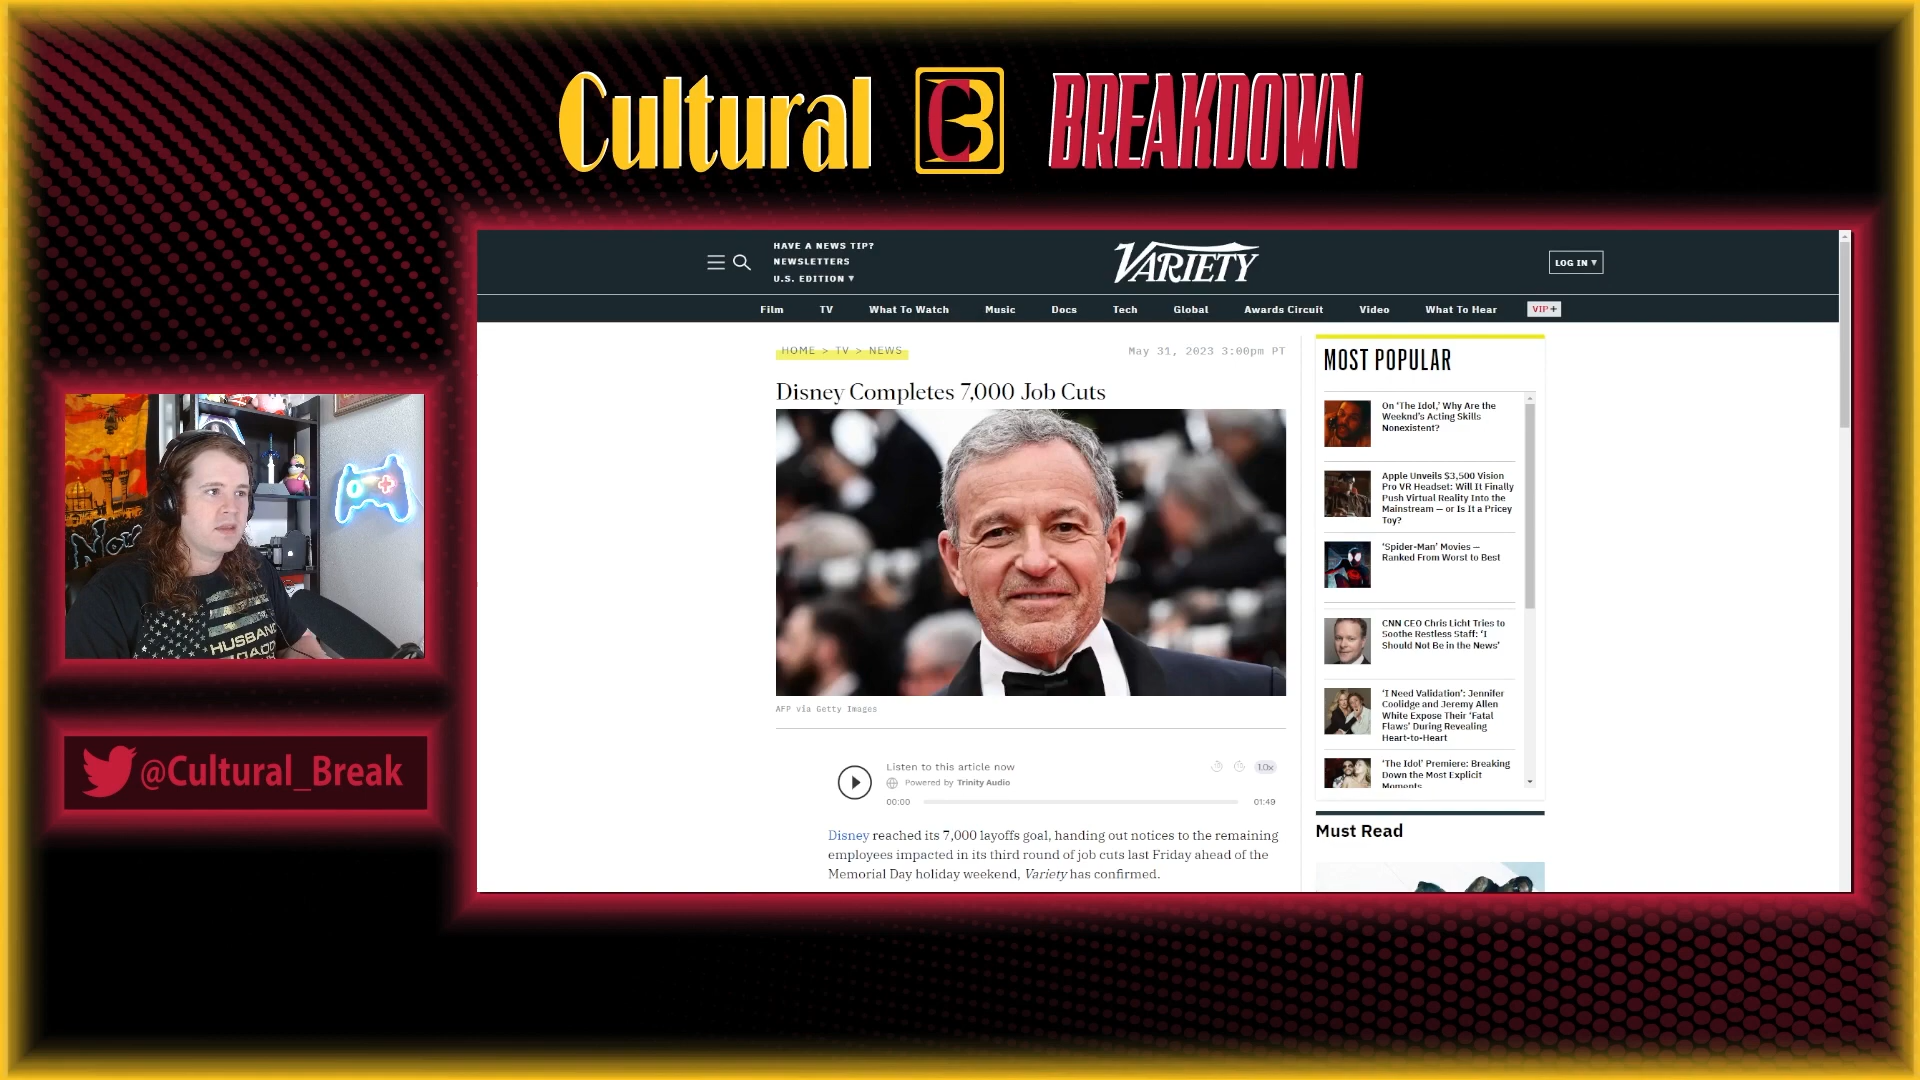 Cultural CB BREAKDOWN
HAVE A NEWS TIP?
NEWSLETTERS
U.S. EDITION ▾
VARIETY
LOG IN ▾
Film TV What To Watch Music Docs Tech Global Awards Circuit Video What To Hear VIP+
HOME > TV > NEWS
May 31, 2023 3:00pm PT
Disney Completes 7,000 Job Cuts
AFP via Getty Images
Listen to this article now
Powered by Trinity Audio
1.0x
00:00
01:49
Disney reached its 7,000 layoffs goal, handing out notices to the remaining
employees impacted in its third round of job cuts last Friday ahead of the
Memorial Day holiday weekend, Variety has confirmed.
MOST POPULAR
On ‘The Idol,’ Why Are the
Weeknd’s Acting Skills
Nonexistent?
Apple Unveils $3,500 Vision
Pro VR Headset: Will It Finally
Push Virtual Reality Into the
Mainstream — or Is It a Pricey
Toy?
‘Spider-Man’ Movies —
Ranked From Worst to Best
CNN CEO Chris Licht Tries to
Soothe Restless Staff: ‘I
Should Not Be in the News’
‘I Need Validation’: Jennifer
Coolidge and Jeremy Allen
White Expose Their ‘Fatal
Flaws’ During Revealing
Heart-to-Heart
‘The Idol’ Premiere: Breaking
Down the Most Explicit
Moments
Must Read
HUSBAND
@Cultural_Break